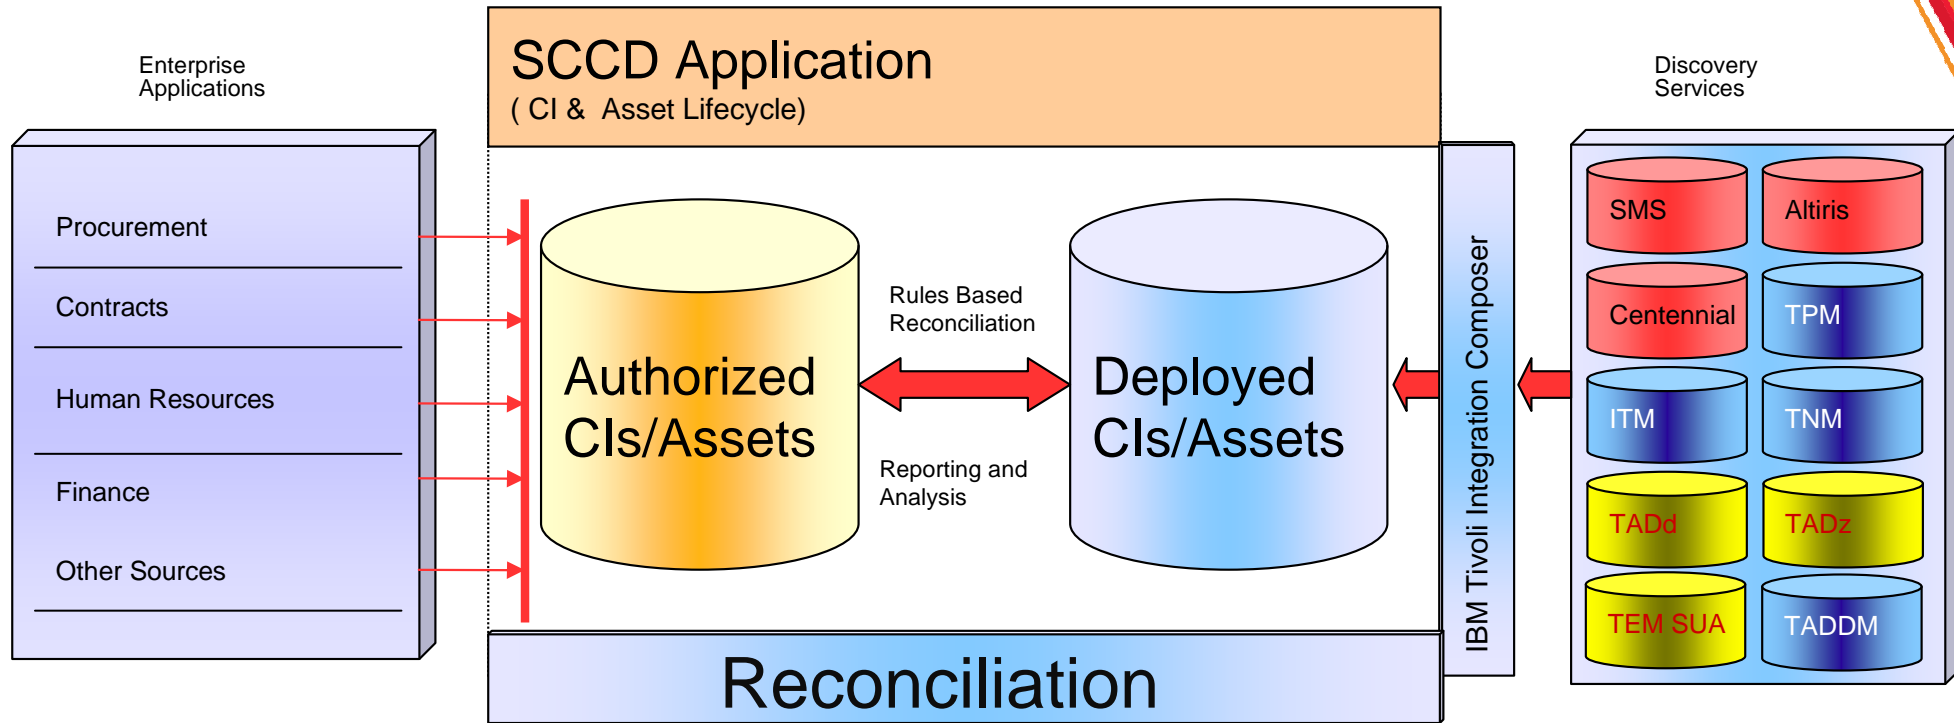 Enterprise
Applications
Procurement
Contracts
Human Resources
Finance
Other Sources
SCCD Application
( CI & Asset Lifecycle)
Authorized
CIs/Assets
Rules Based
Reconciliation
Reporting and
Analysis
Deployed
CIs/Assets
Reconciliation
IBM Tivoli Integration Composer
Discovery
Services
SMS
Altiris
Centennial
TPM
ITM
TNM
TADd
TADz
TEM SUA
TADDM